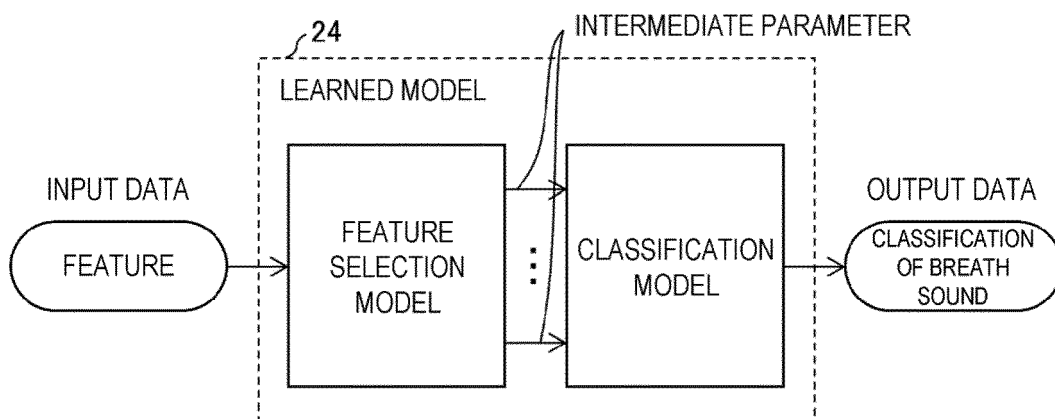 24
INTERMEDIATE PARAMETER
LEARNED MODEL
INPUT DATA
FEATURE
FEATURE
SELECTION
MODEL
CLASSIFICATION
MODEL
OUTPUT DATA
CLASSIFICATION
OF BREATH
SOUND